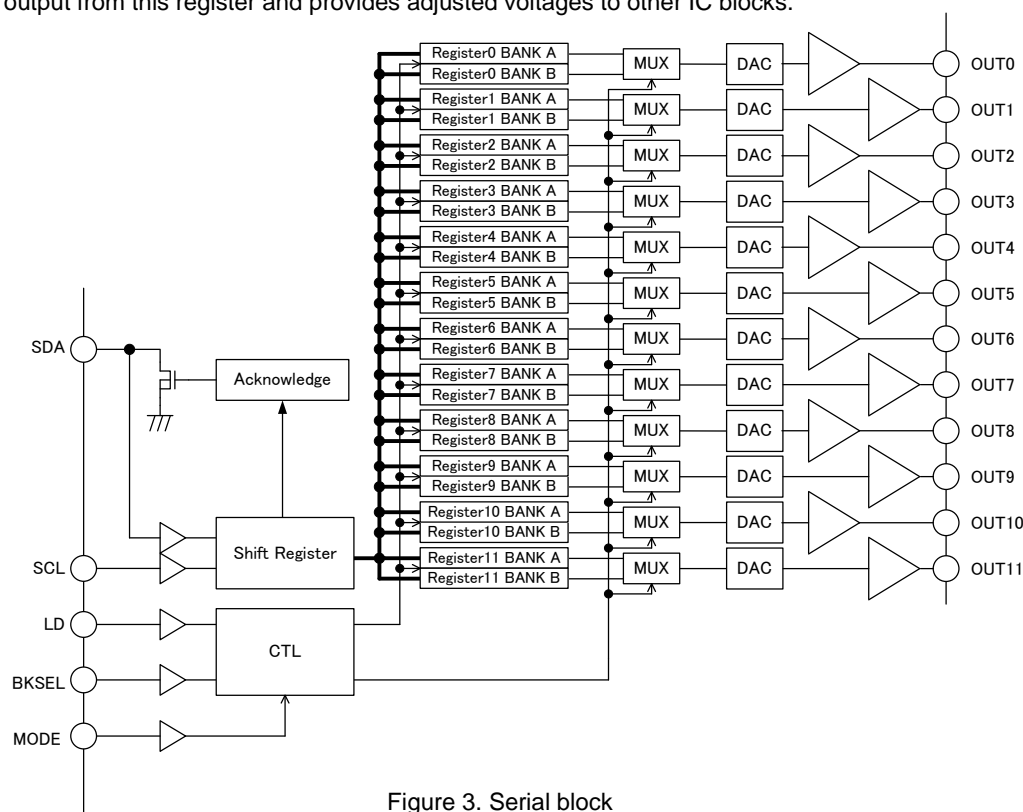 output from this register and provides adjusted voltages to other IC blocks.
Register0 BANK A
Register0 BANK B
MUX
DAC
OUT0
Register1 BANK A
Register1 BANK B
MUX
DAC
OUT1
Register2 BANK A
Register2 BANK B
MUX
DAC
OUT2
Register3 BANK A
Register3 BANK B
MUX
DAC
OUT3
Register4 BANK A
Register4 BANK B
MUX
DAC
OUT4
Register5 BANK A
Register5 BANK B
MUX
DAC
OUT5
Register6 BANK A
Register6 BANK B
MUX
DAC
OUT6
Register7 BANK A
Register7 BANK B
MUX
DAC
OUT7
Register8 BANK A
Register8 BANK B
MUX
DAC
OUT8
Register9 BANK A
Register9 BANK B
MUX
DAC
OUT9
Register10 BANK A
Register10 BANK B
MUX
DAC
OUT10
Register11 BANK A
Register11 BANK B
MUX
DAC
OUT11
SDA
Acknowledge
SCL
Shift Register
LD
CTL
BKSEL
MODE
Figure 3. Serial block